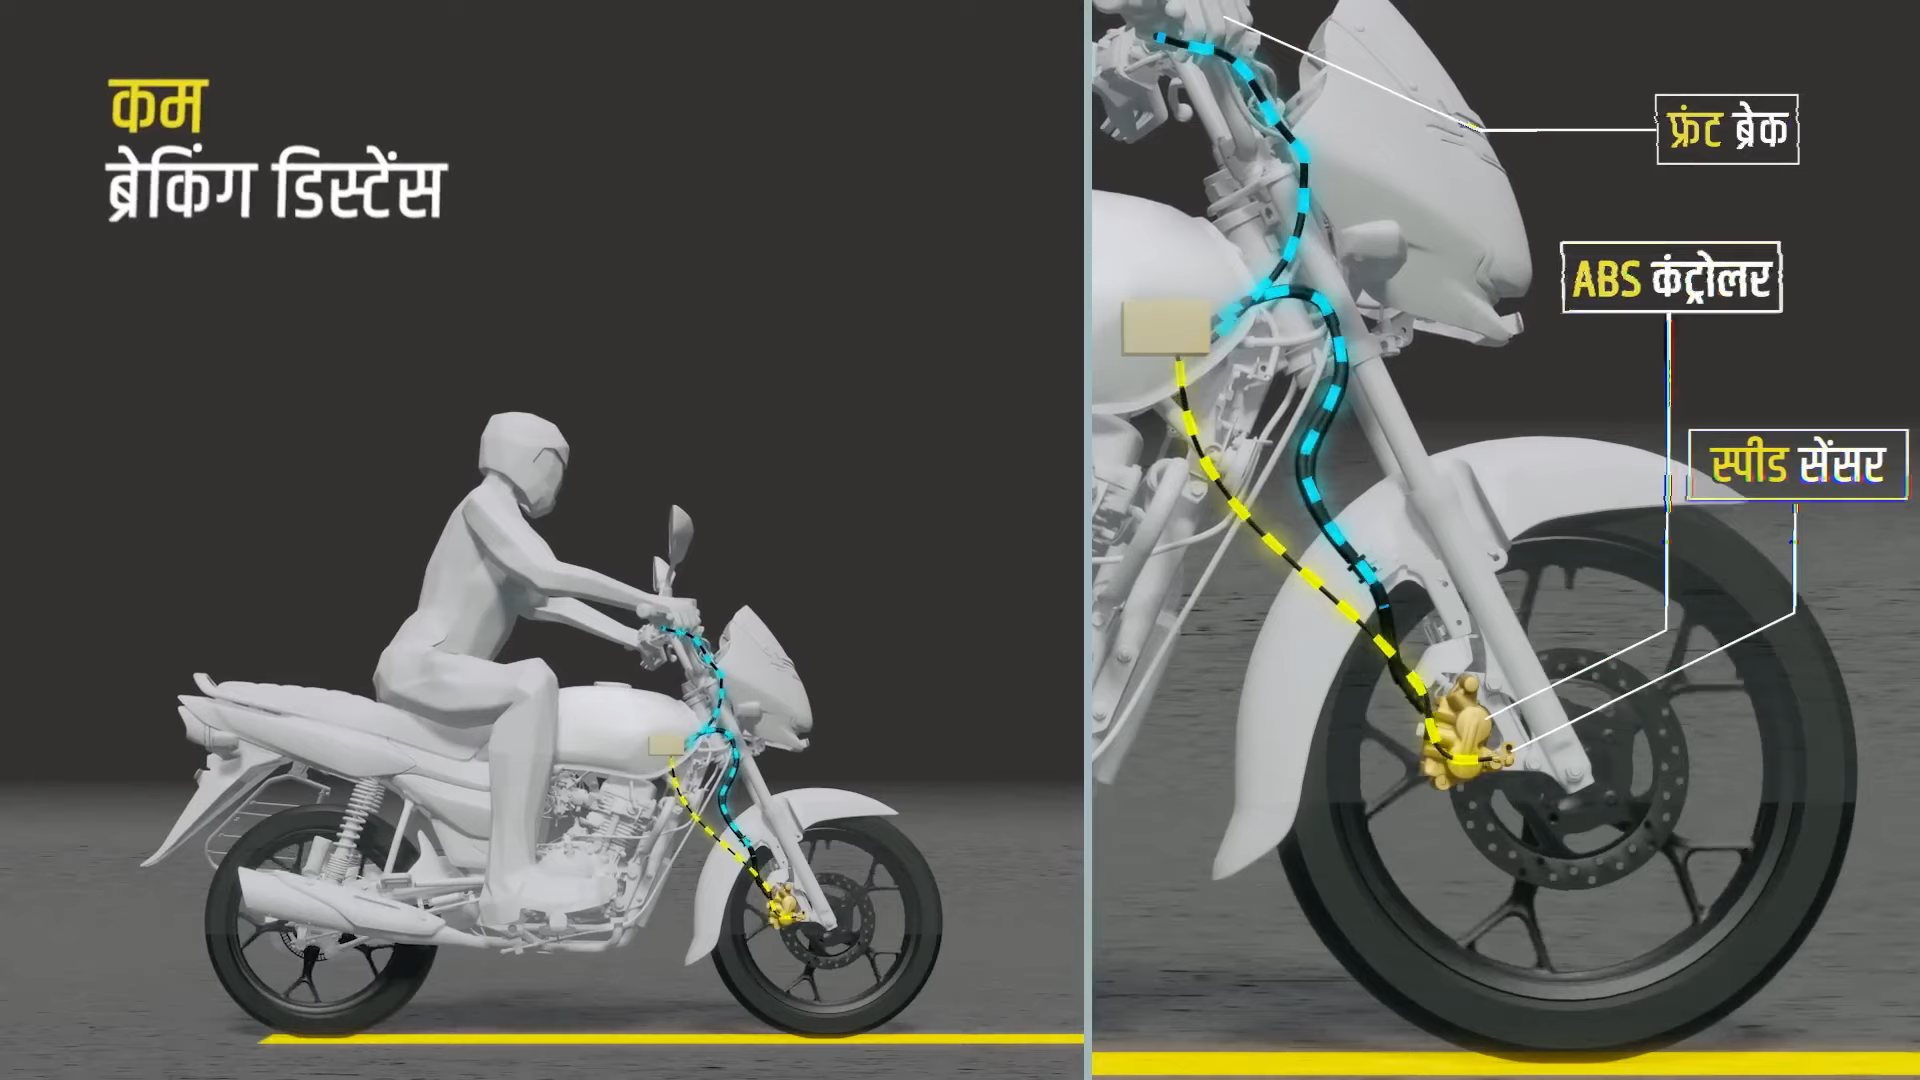 कम
ब्रेकिंग डिस्टेंस
फ्रंट ब्रेक
ABS कंट्रोलर
स्पीड सेंसर